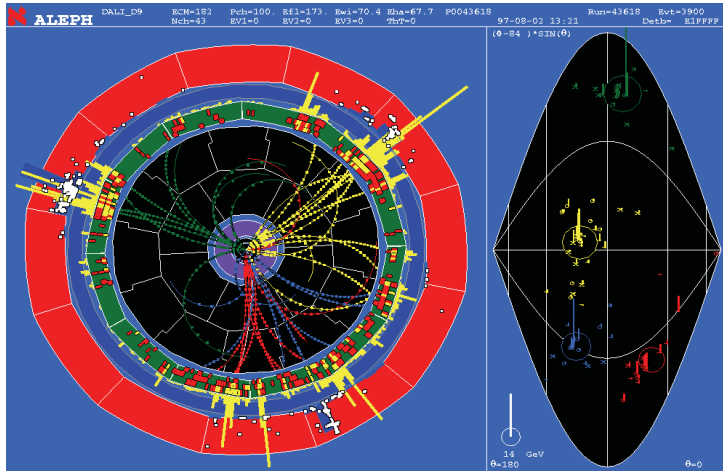 ALEPH DALI_D9 ECM=182 Pch=100. Efl=173. Ewi=70.4 Eha=67.7 P0043618 Run=43618 Evt=3900
Nch=43 EV1=0 EV2=0 EV3=0 ThT=0 97-08-02 13:21 Detb= E1FFFF
(Φ-84 )*SIN(θ)
14 GeV
θ=180 θ=0